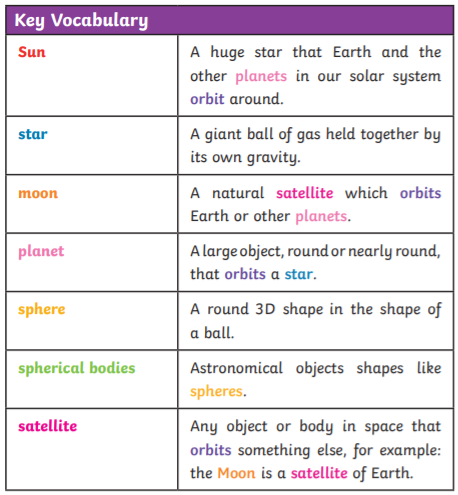 Key Vocabulary
Sun
A huge star that Earth and the
other planets in our solar system
orbit around.
star
A giant ball of gas held together by
its own gravity.
moon
A natural satellite which orbits
Earth or other planets.
planet
A large object, round or nearly round,
that orbits a star.
sphere
A round 3D shape in the shape of
a ball.
spherical bodies
Astronomical objects shapes like
spheres.
satellite
Any object or body in space that
orbits something else, for example:
the Moon is a satellite of Earth.